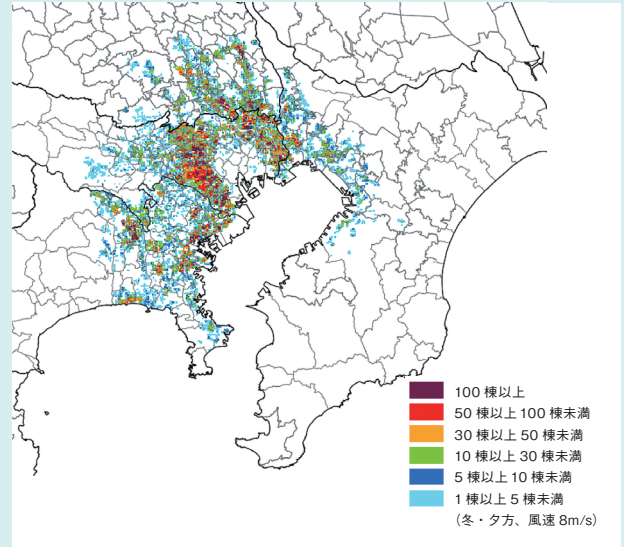 100 棟以上
50 棟以上 100 棟未満
30 棟以上 50 棟未満
10 棟以上 30 棟未満
5 棟以上 10 棟未満
1 棟以上 5 棟未満
(冬・夕方、風速 8m/s)